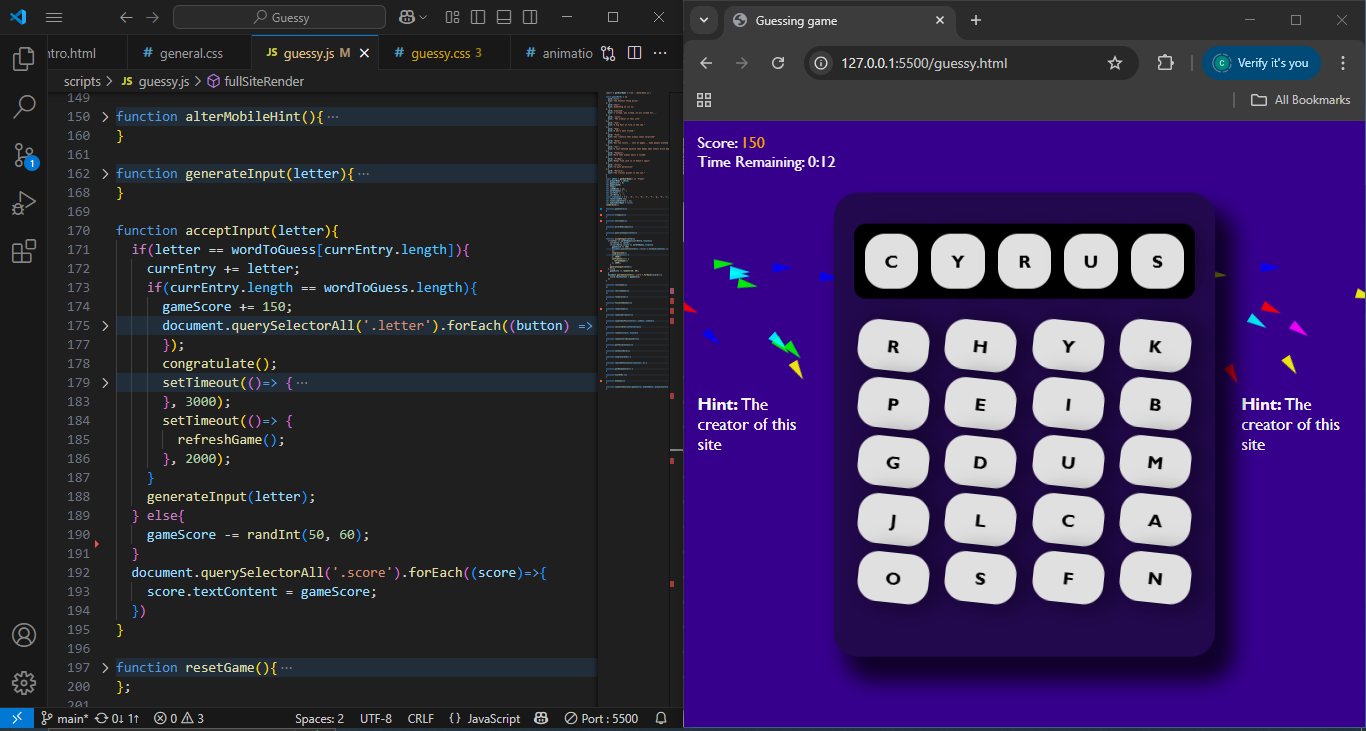 Guessy
ntro.html
general.css
JS guessy.js M
guessy.css 3
animatio
scripts > JS guessy.js > fullSiteRender
149
150 function alterMobileHint(){ ⋯
160 }
161
162 function generateInput(letter){ ⋯
168 }
169
170 function acceptInput(letter){
171 if(letter == wordToGuess[currEntry.length]){
172 currEntry += letter;
173 if(currEntry.length == wordToGuess.length){
174 gameScore += 150;
175 document.querySelectorAll('.letter').forEach((button) =>
177 });
178 congratulate();
179 setTimeout(()=> { ⋯
183 }, 3000);
184 setTimeout(()=> {
185 refreshGame();
186 }, 2000);
187 }
188 generateInput(letter);
189 } else{
190 gameScore -= randInt(50, 60);
191 }
192 document.querySelectorAll('.score').forEach((score)=>{
193 score.textContent = gameScore;
194 })
195 }
196
197 function resetGame(){ ⋯
200 };
201
1
main* 0↓ 1↑ 0 3 Spaces: 2 UTF-8 CRLF {} JavaScript Port : 5500
Guessing game
127.0.0.1:5500/guessy.html
C Verify it's you
All Bookmarks
Score: 150
Time Remaining: 0:12
C Y R U S
R H Y K
P E I B
G D U M
J L C A
O S F N
Hint: The
creator of this
site
Hint: The
creator of this
site